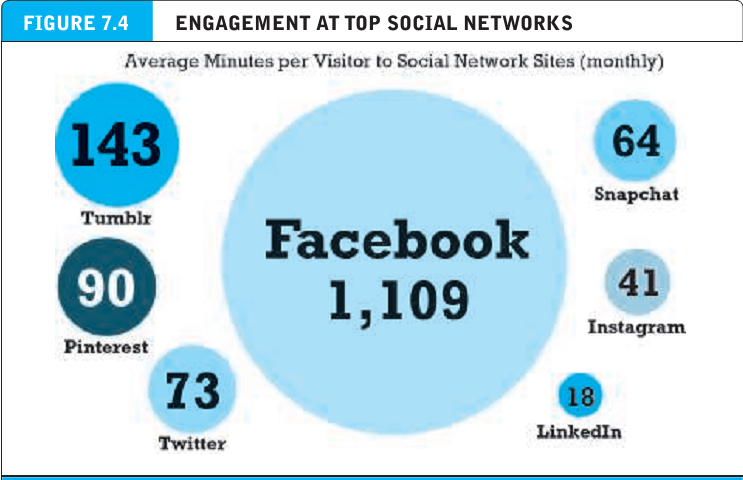 FIGURE 7.4 ENGAGEMENT AT TOP SOCIAL NETWORKS
Average Minutes per Visitor to Social Network Sites (monthly)
143
Tumblr
90
Pinterest
73
Twitter
Facebook
1,109
64
Snapchat
41
Instagram
18
LinkedIn